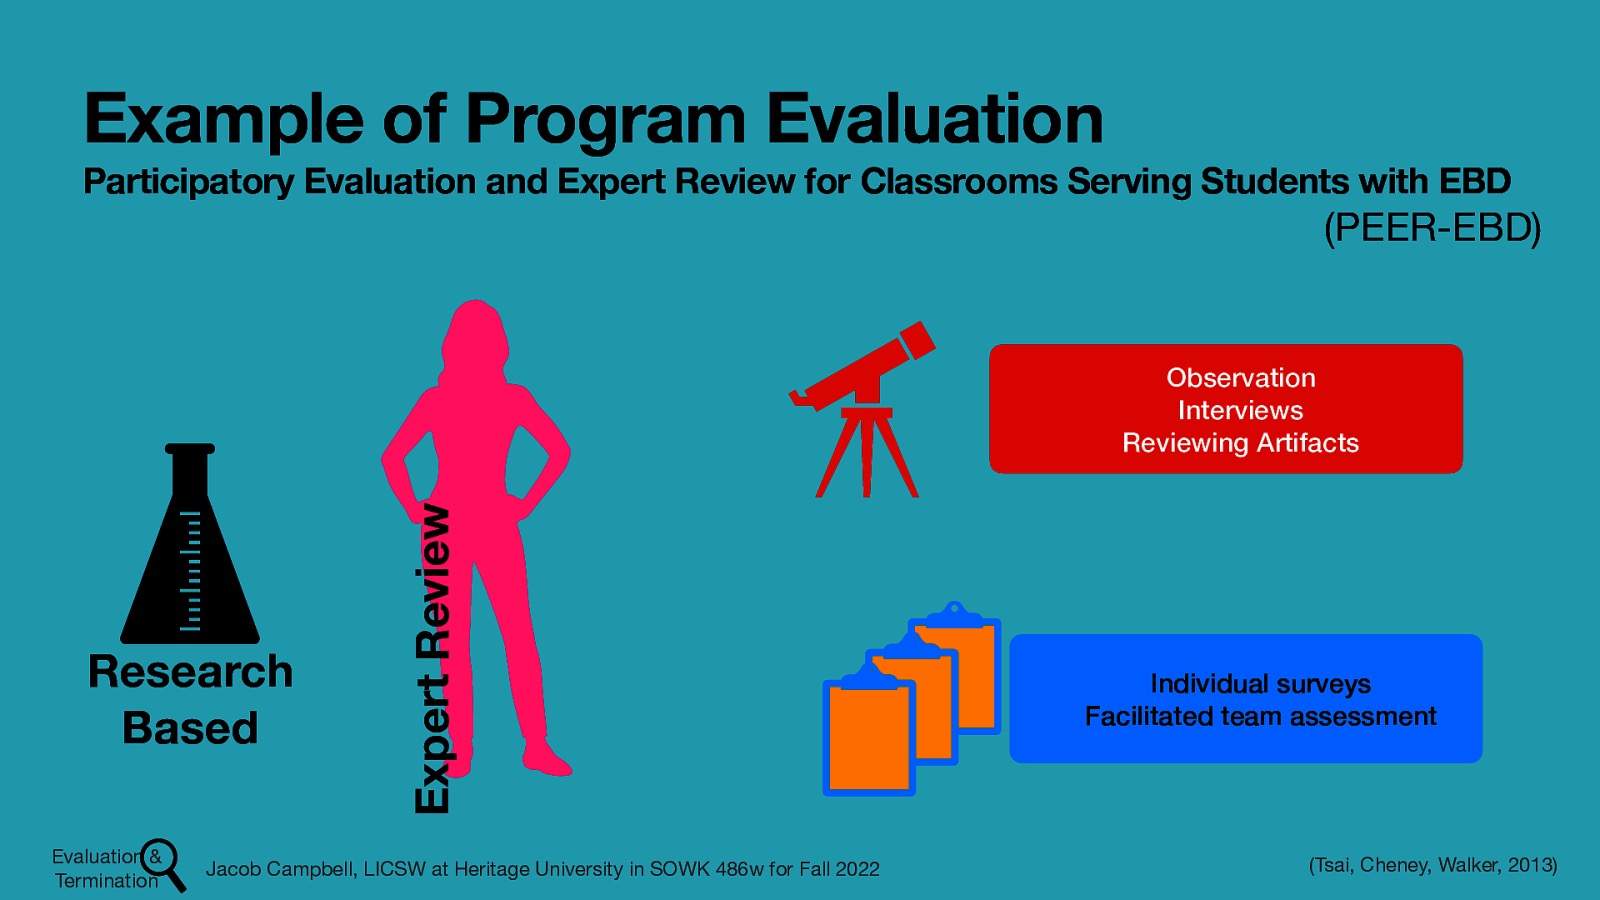 Example of Program Evaluation
Participatory Evaluation and Expert Review for Classrooms Serving Students with EBD
(PEER-EBD)
Research
Based
Expert Review
Observation
Interviews
Reviewing Artifacts
Individual surveys
Facilitated team assessment
Evaluation &
Termination
Jacob Campbell, LICSW at Heritage University in SOWK 486w for Fall 2022
(Tsai, Cheney, Walker, 2013)